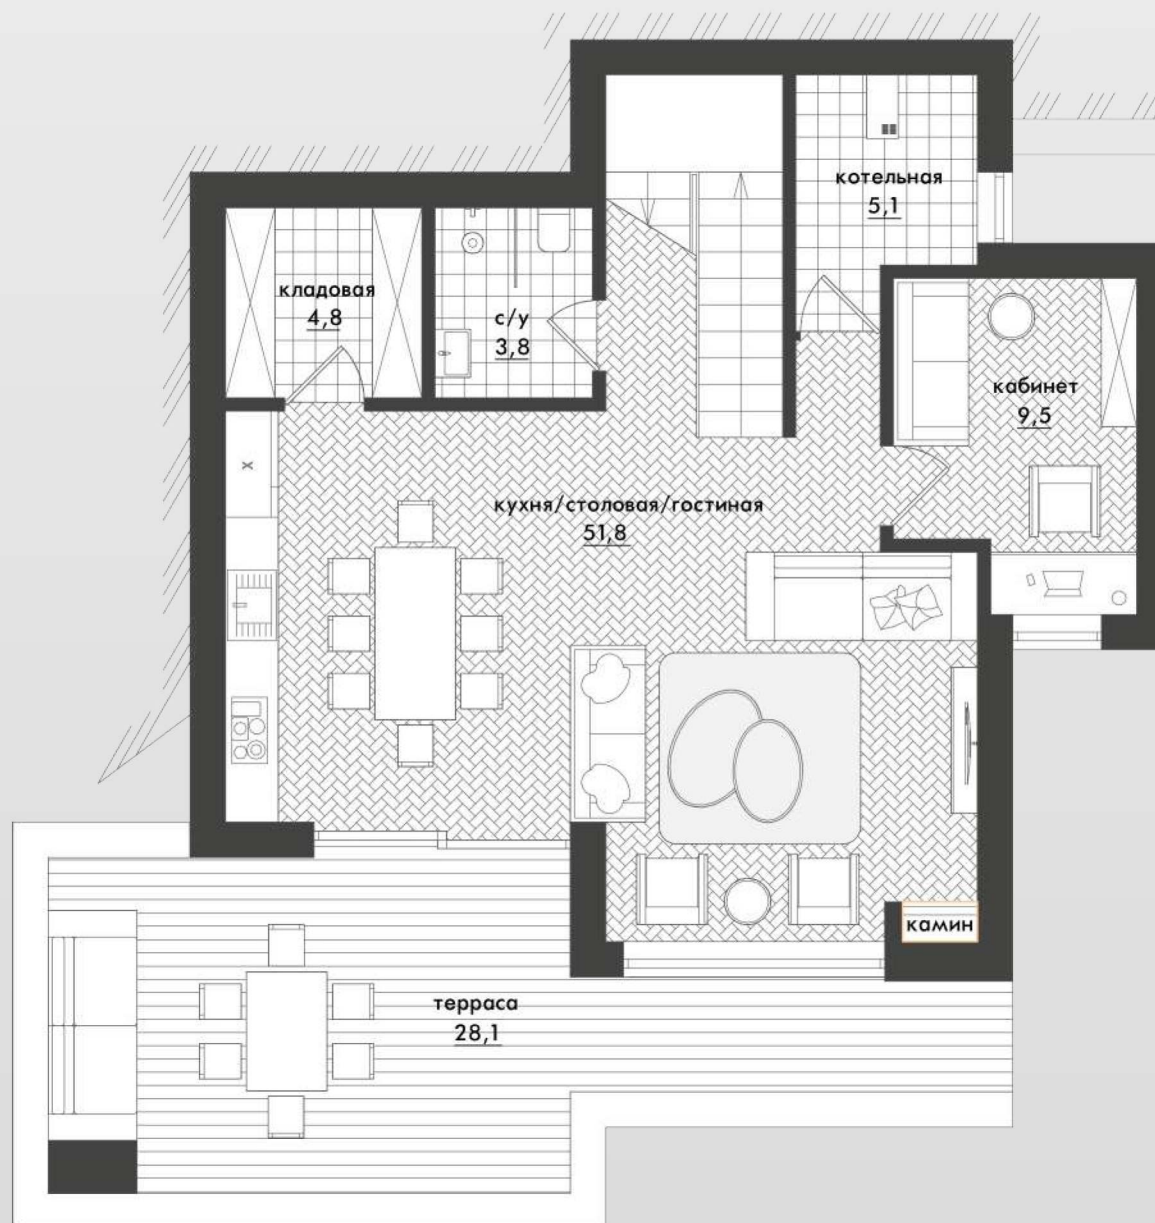 котельная
5,1
кладовая
4,8
с/у
3,8
кабинет
9,5
кухня/столовая/гостиная
51,8
x
камин
терраса
28,1